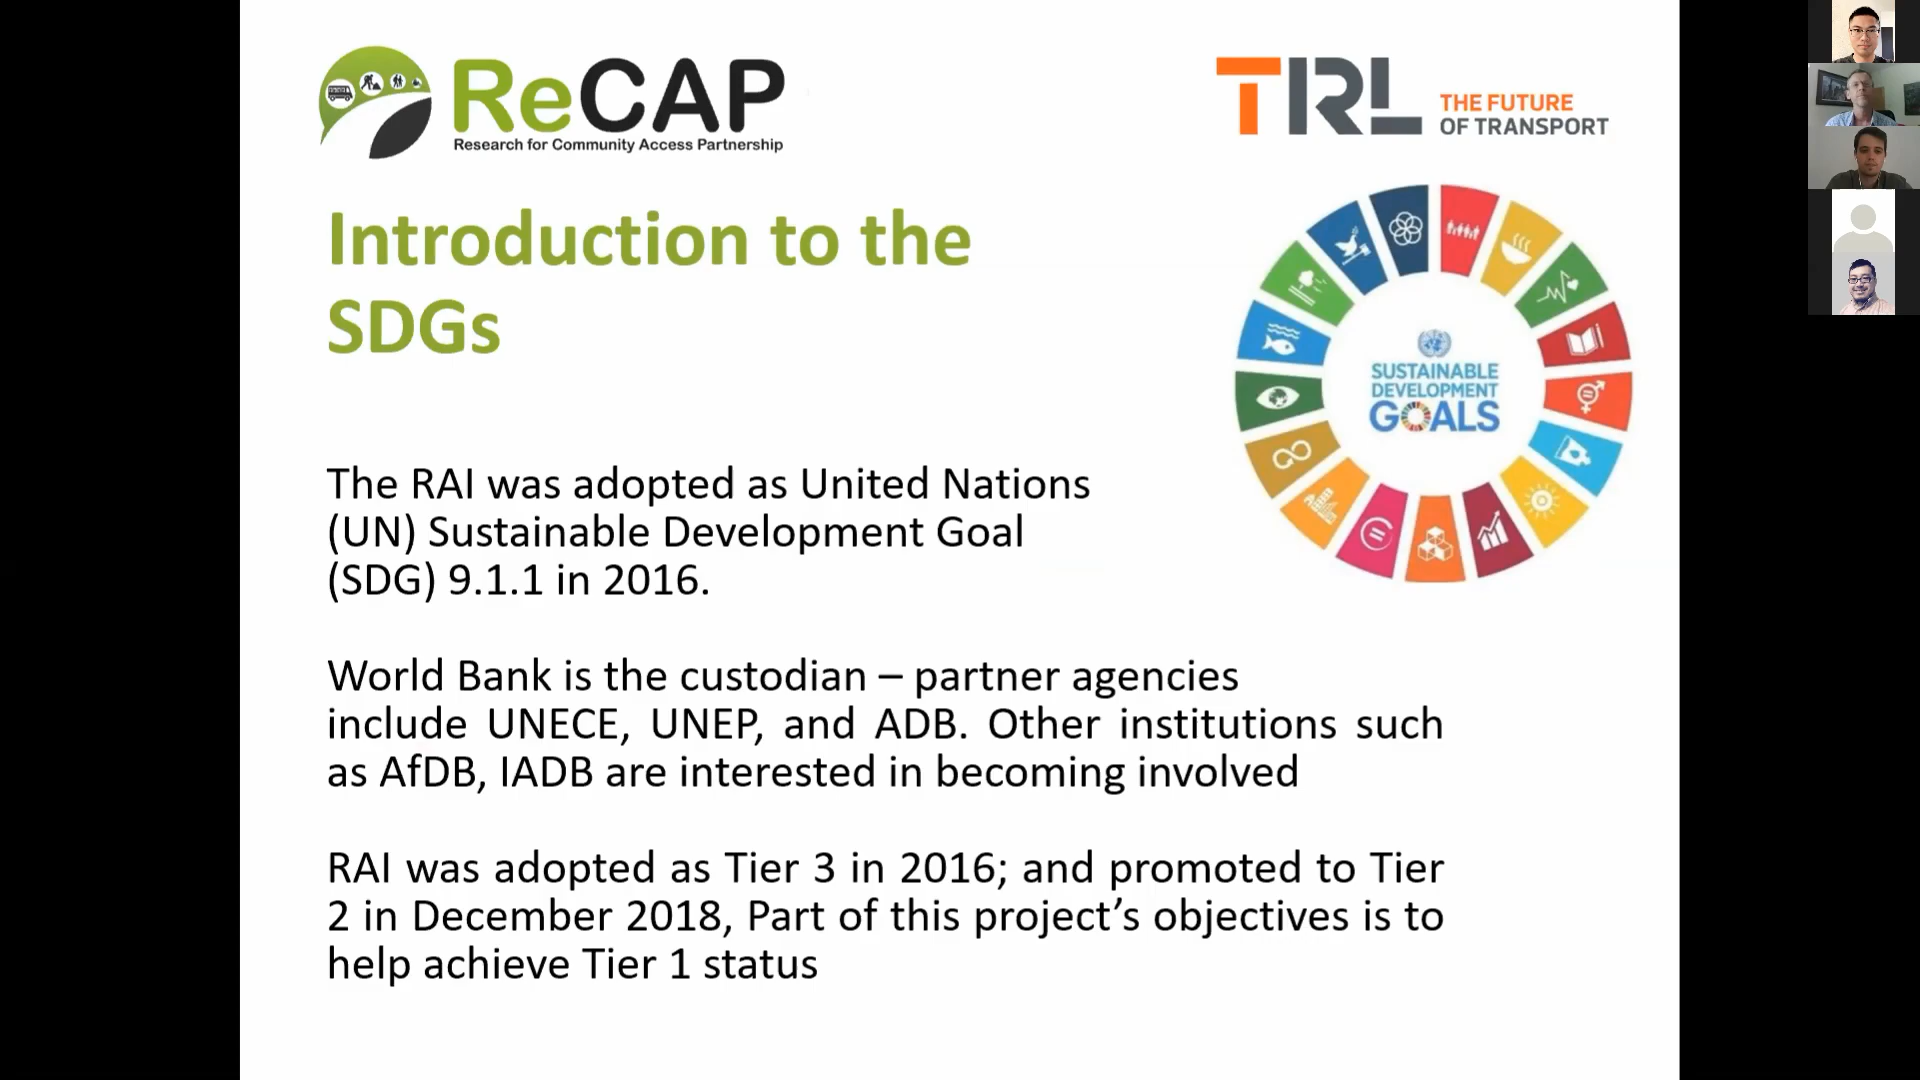 ReCAP
Research for Community Access Partnership
TRL
THE FUTURE
OF TRANSPORT
Introduction to the
SDGs
SUSTAINABLE
DEVELOPMENT
GOALS
The RAI was adopted as United Nations
(UN) Sustainable Development Goal
(SDG) 9.1.1 in 2016.
World Bank is the custodian – partner agencies
include UNECE, UNEP, and ADB. Other institutions such
as AfDB, IADB are interested in becoming involved
RAI was adopted as Tier 3 in 2016; and promoted to Tier
2 in December 2018, Part of this project’s objectives is to
help achieve Tier 1 status